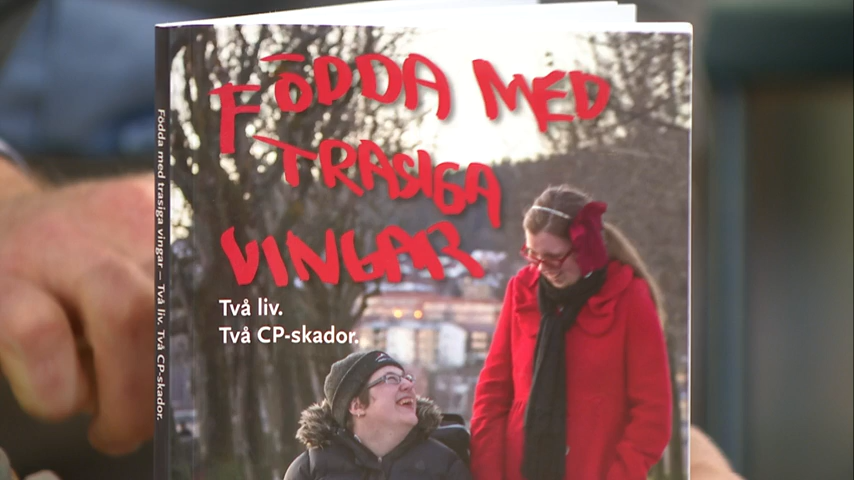 FÖDDA MED
TRASIGA
VINGAR
Två liv.
Två CP-skador.
Födda med trasiga vingar – Två liv. Två CP-skador.